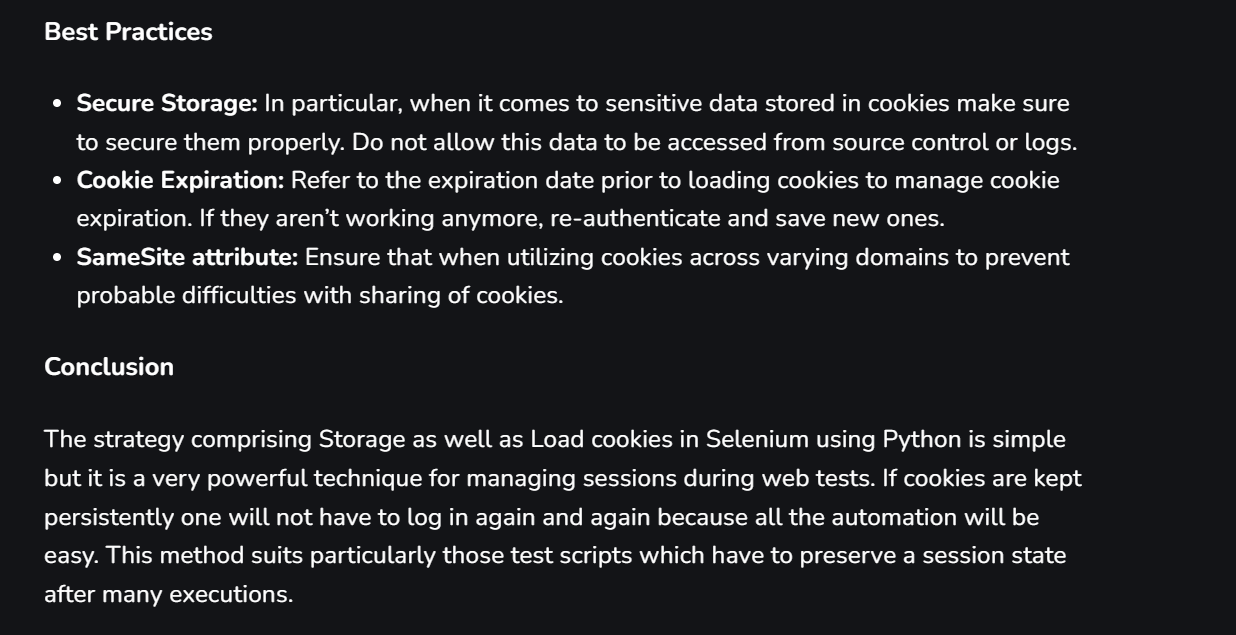 Best Practices
• Secure Storage: In particular, when it comes to sensitive data stored in cookies make sure
to secure them properly. Do not allow this data to be accessed from source control or logs.
• Cookie Expiration: Refer to the expiration date prior to loading cookies to manage cookie
expiration. If they aren’t working anymore, re-authenticate and save new ones.
• SameSite attribute: Ensure that when utilizing cookies across varying domains to prevent
probable difficulties with sharing of cookies.
Conclusion
The strategy comprising Storage as well as Load cookies in Selenium using Python is simple
but it is a very powerful technique for managing sessions during web tests. If cookies are kept
persistently one will not have to log in again and again because all the automation will be
easy. This method suits particularly those test scripts which have to preserve a session state
after many executions.